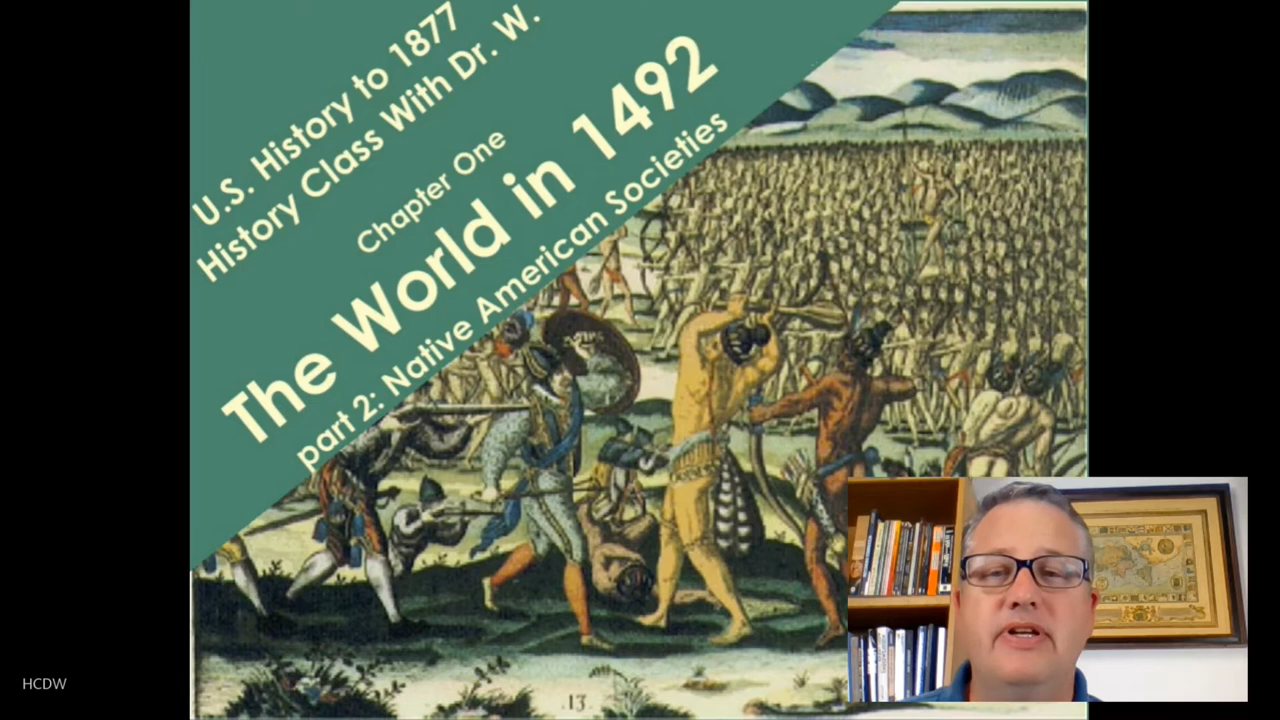 U.S. History to 1877
History Class With Dr. W.
Chapter One
The World in 1492
part 2: Native American Societies
13
HCDW